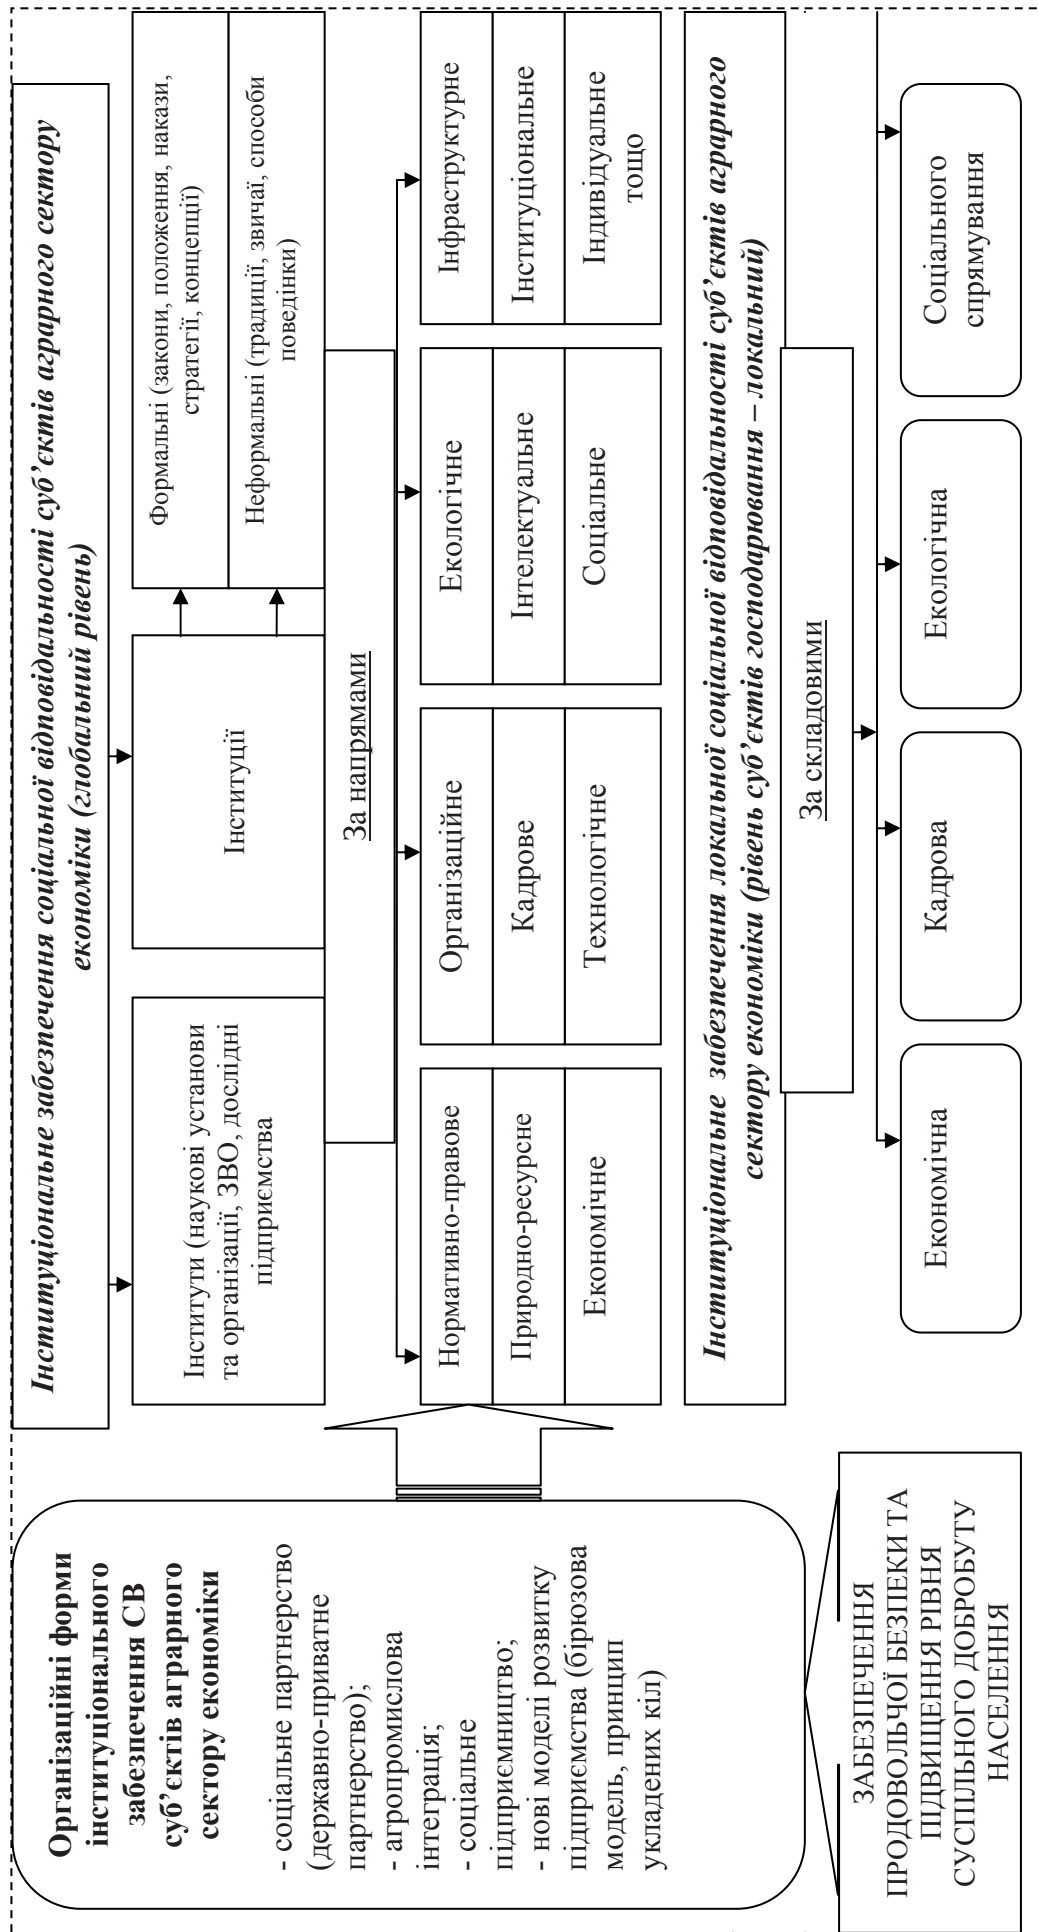 Організаційні форми
інституціонального
забезпечення СВ
суб’єктів аграрного
сектору економіки
- соціальне партнерство
(державно-приватне
партнерство);
- агропромислова
інтеграція;
- соціальне
підприємництво;
- нові моделі розвитку
підприємства (бірюзова
модель, принцип
укладених кіл)
ЗАБЕЗПЕЧЕННЯ
ПРОДОВОЛЬЧОЇ БЕЗПЕКИ ТА
ПІДВИЩЕННЯ РІВНЯ
СУСПІЛЬНОГО ДОБРОБУТУ
НАСЕЛЕННЯ
Інституціональне забезпечення соціальної відповідальності суб’єктів аграрного сектору
економіки (глобальний рівень)
Інститути (наукові установи
та організації, ЗВО, дослідні
підприємства
Інституції
Формальні (закони, положення, накази,
стратегії, концепції)
Неформальні (традиції, звичаї, способи
поведінки)
За напрямами
Нормативно-правове
Природно-ресурсне
Економічне
Організаційне
Кадрове
Технологічне
Екологічне
Інтелектуальне
Соціальне
Інфраструктурне
Інституціональне
Індивідуальне
тощо
Інституціональне забезпечення локальної соціальної відповідальності суб’єктів аграрного
сектору економіки (рівень суб’єктів господарювання – локальний)
За складовими
Економічна
Кадрова
Екологічна
Соціального
спрямування